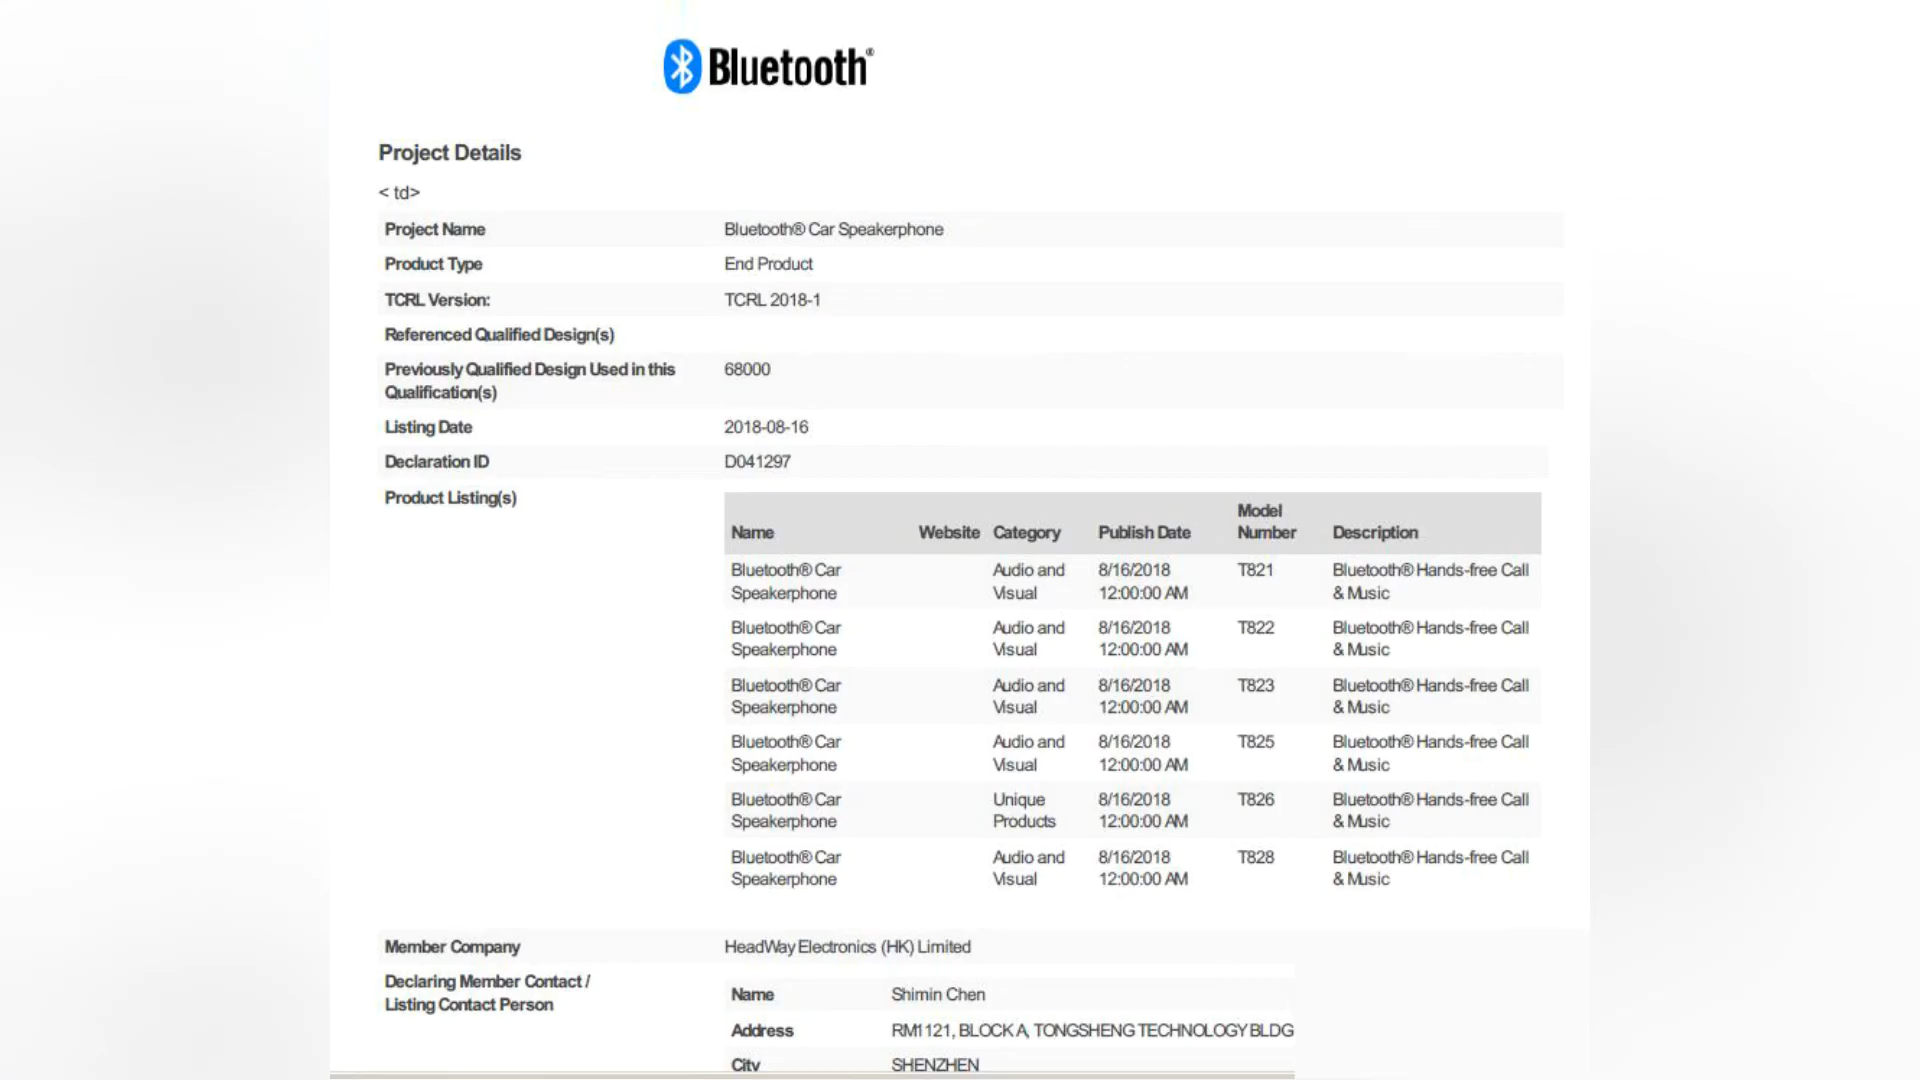 Bluetooth®
Project Details
< td>
Project Name Bluetooth® Car Speakerphone
Product Type End Product
TCRL Version: TCRL 2018-1
Referenced Qualified Design(s)
Previously Qualified Design Used in this 68000
Qualification(s)
Listing Date 2018-08-16
Declaration ID D041297
Product Listing(s)
Model
Name Website Category Publish Date Number Description
Bluetooth® Car Audio and 8/16/2018 T821 Bluetooth® Hands-free Call
Speakerphone Visual 12:00:00 AM & Music
Bluetooth® Car Audio and 8/16/2018 T822 Bluetooth® Hands-free Call
Speakerphone Visual 12:00:00 AM & Music
Bluetooth® Car Audio and 8/16/2018 T823 Bluetooth® Hands-free Call
Speakerphone Visual 12:00:00 AM & Music
Bluetooth® Car Audio and 8/16/2018 T825 Bluetooth® Hands-free Call
Speakerphone Visual 12:00:00 AM & Music
Bluetooth® Car Unique 8/16/2018 T826 Bluetooth® Hands-free Call
Speakerphone Products 12:00:00 AM & Music
Bluetooth® Car Audio and 8/16/2018 T828 Bluetooth® Hands-free Call
Speakerphone Visual 12:00:00 AM & Music
Member Company HeadWay Electronics (HK) Limited
Declaring Member Contact /
Listing Contact Person
Name Shimin Chen
Address RM1121, BLOCK A, TONGSHENG TECHNOLOGY BLDG
City SHENZHEN